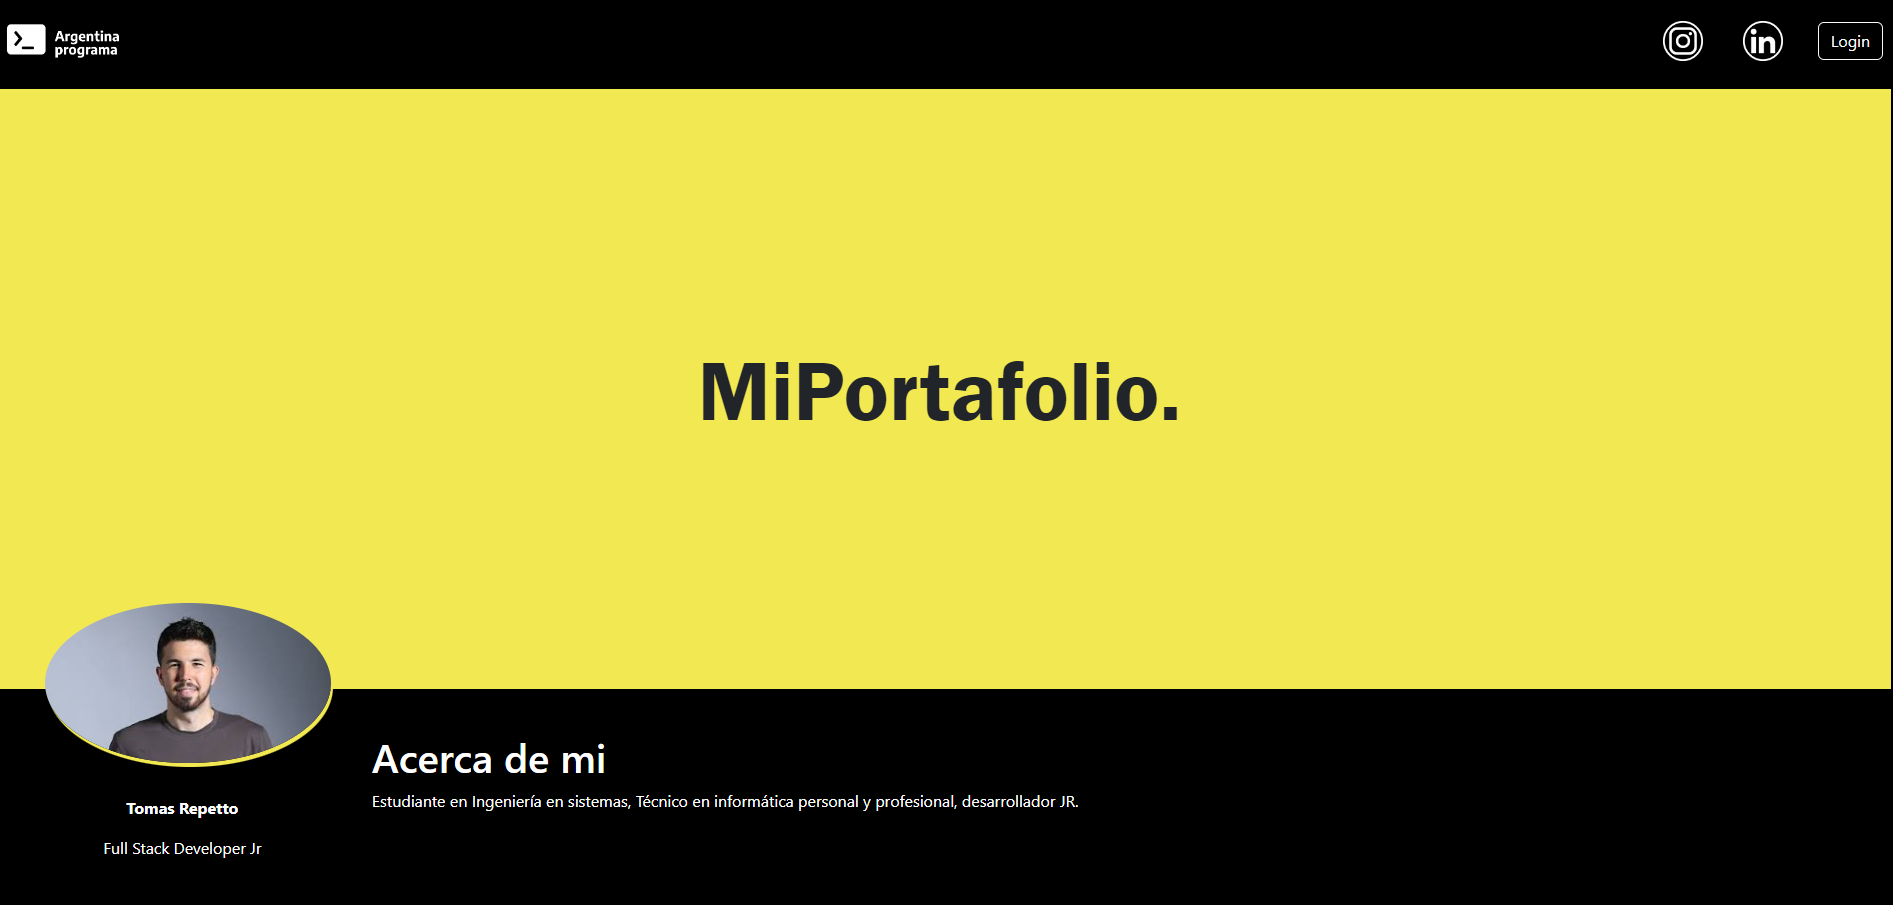 Argentina
programa
Login
MiPortafolio.
Acerca de mi
Estudiante en Ingeniería en sistemas, Técnico en informática personal y profesional, desarrollador JR.
Tomas Repetto
Full Stack Developer Jr